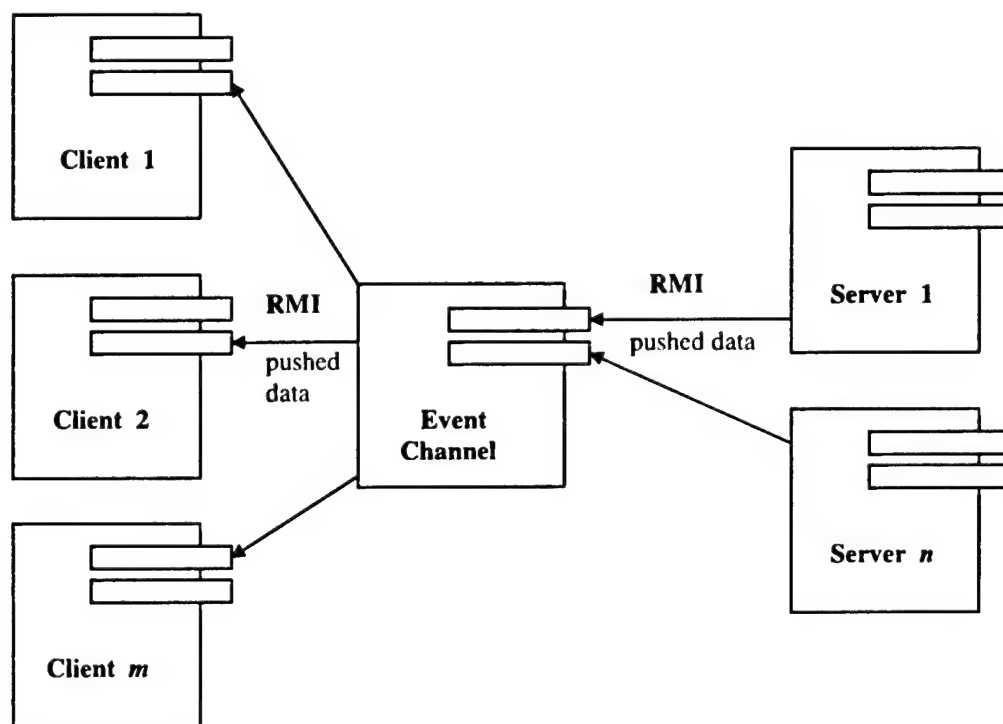 Client 1
RMI
pushed
data
Client 2
Client m
Event
Channel
RMI
pushed data
Server 1
Server n